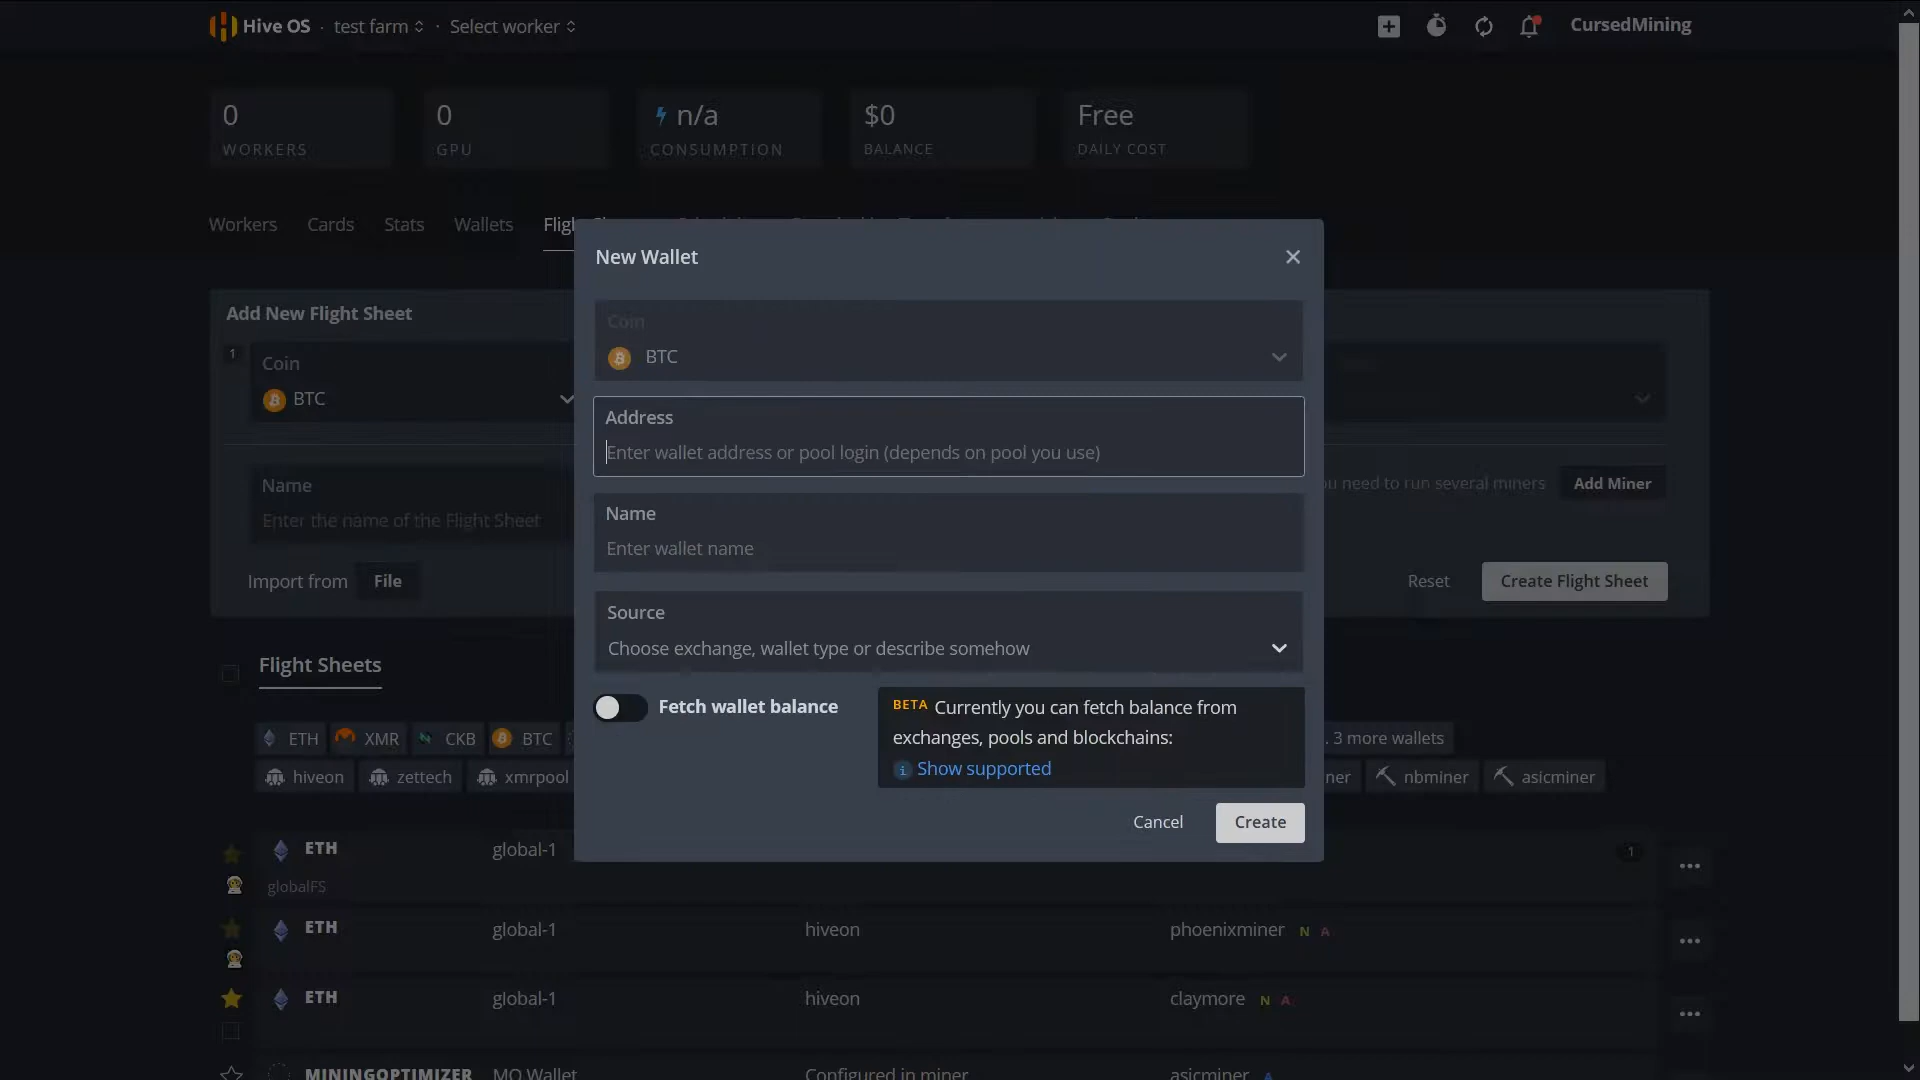 Hive OS · test farm · Select worker
CursedMining
0
WORKERS
0
GPU
n/a
CONSUMPTION
$0
BALANCE
Free
DAILY COST
Workers Cards Stats Wallets
New Wallet
Coin
BTC
Address
Enter wallet address or pool login (depends on pool you use)
Name
Enter wallet name
Source
Choose exchange, wallet type or describe somehow
Fetch wallet balance
BETA Currently you can fetch balance from
exchanges, pools and blockchains:
Show supported
Cancel Create
Add New Flight Sheet
1
Coin
BTC
Name
Enter the name of the Flight Sheet
need to run several miners Add Miner
Import from File
Reset Create Flight Sheet
Flight Sheets
ETH XMR CKB BTC 3 more wallets
hiveon zettech xmrpool nbminer asicminer
ETH global-1 1
globalFS
ETH global-1 hiveon phoenixminer N A
ETH global-1 hiveon claymore N A
MININGOPTIMIZER MO Wallet Configured in miner asicminer A